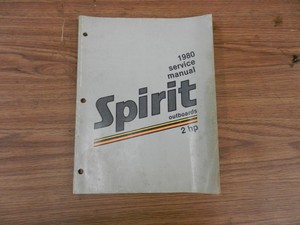 1980
service
manual
Spirit
outboards
2 hp